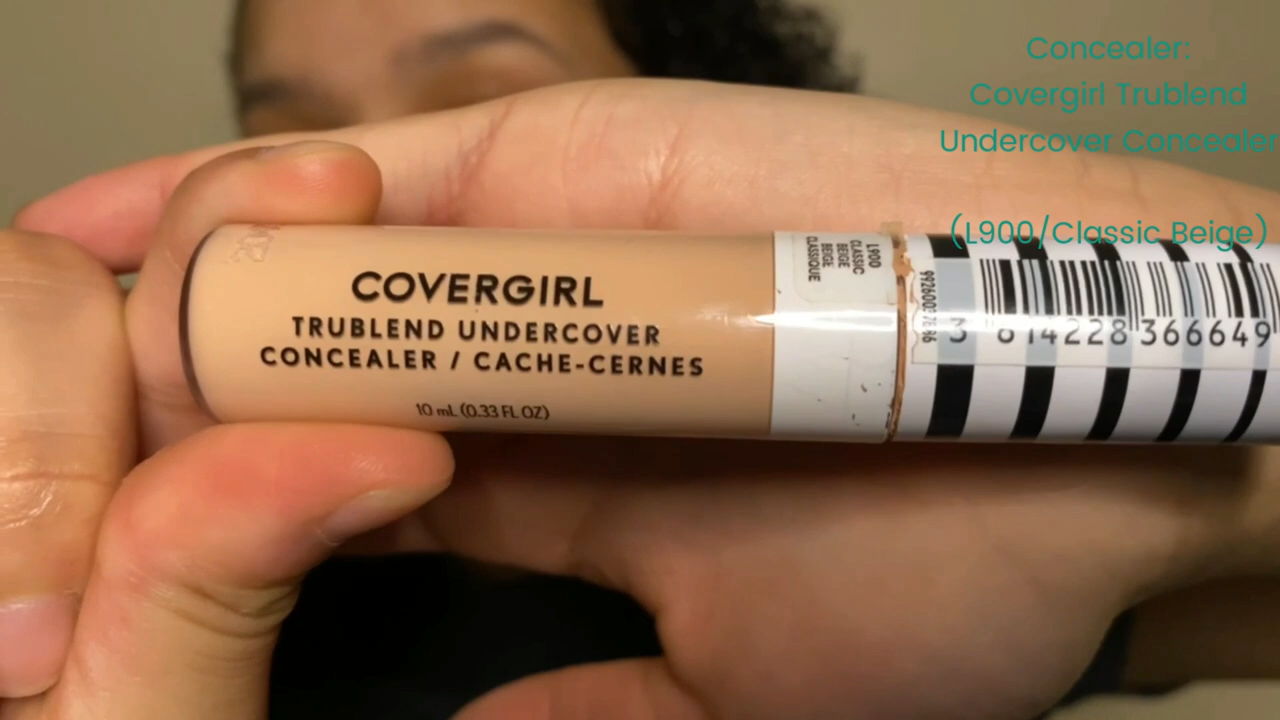 Concealer:
Covergirl Trublend
Undercover Concealer
(L900/Classic Beige)
COVERGIRL
TRUBLEND UNDERCOVER
CONCEALER / CACHE-CERNES
10 mL (0.33 FL OZ)
L900
CLASSIC
BEIGE
BEIGE
CLASSIQUE
3 614228 366649